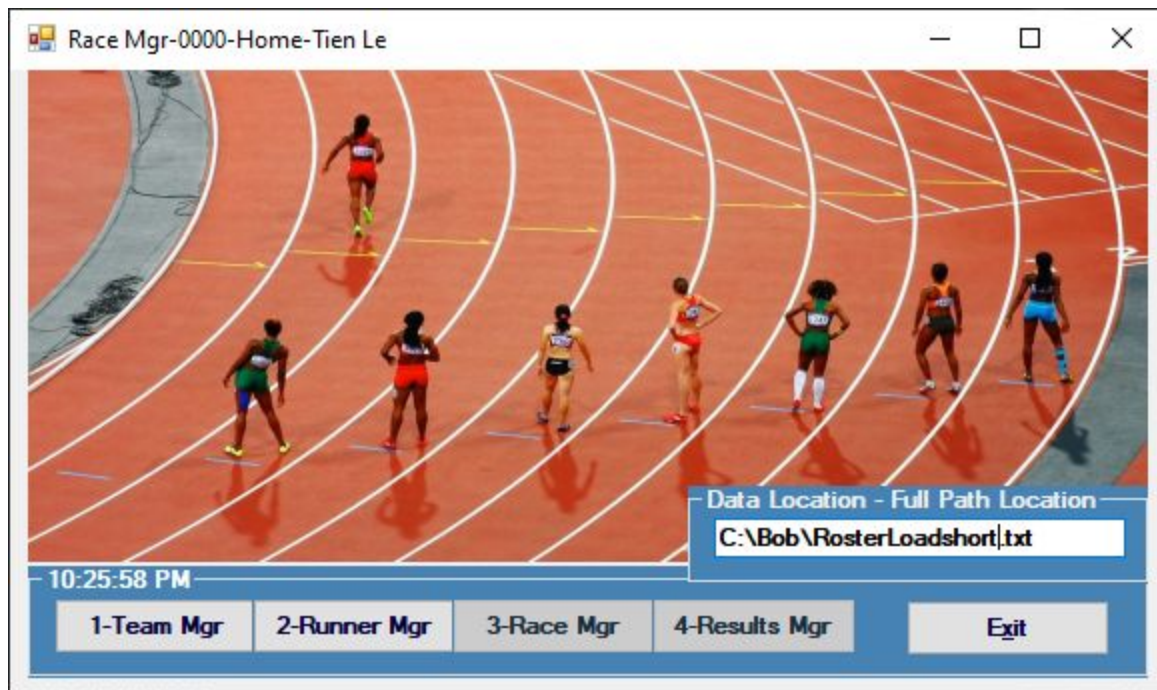 Race Mgr-0000-Home-Tien Le
Data Location - Full Path Location
C:\Bob\RosterLoadshort.txt
10:25:58 PM
1-Team Mgr
2-Runner Mgr
3-Race Mgr
4-Results Mgr
Exit